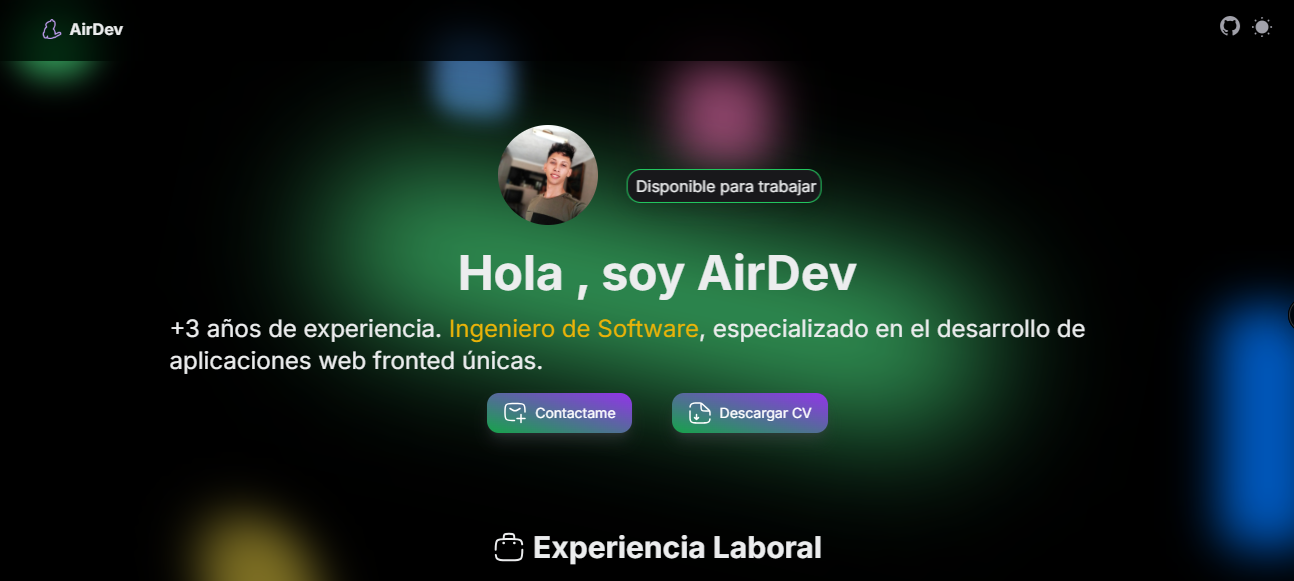 AirDev
Disponible para trabajar
Hola , soy AirDev
+3 años de experiencia. Ingeniero de Software, especializado en el desarrollo de
aplicaciones web fronted únicas.
Contactame
Descargar CV
Experiencia Laboral